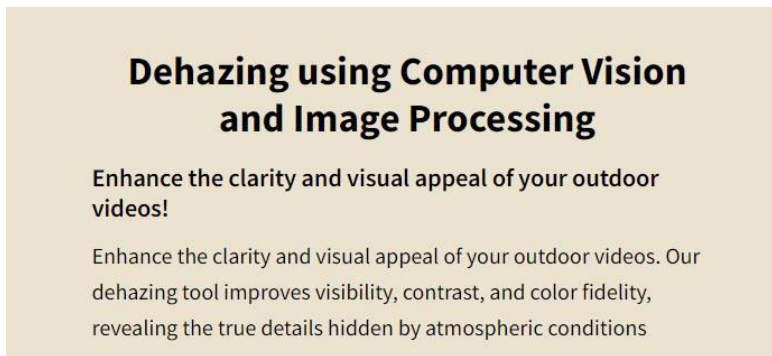 Dehazing using Computer Vision
and Image Processing
Enhance the clarity and visual appeal of your outdoor
videos!
Enhance the clarity and visual appeal of your outdoor videos. Our
dehazing tool improves visibility, contrast, and color fidelity,
revealing the true details hidden by atmospheric conditions